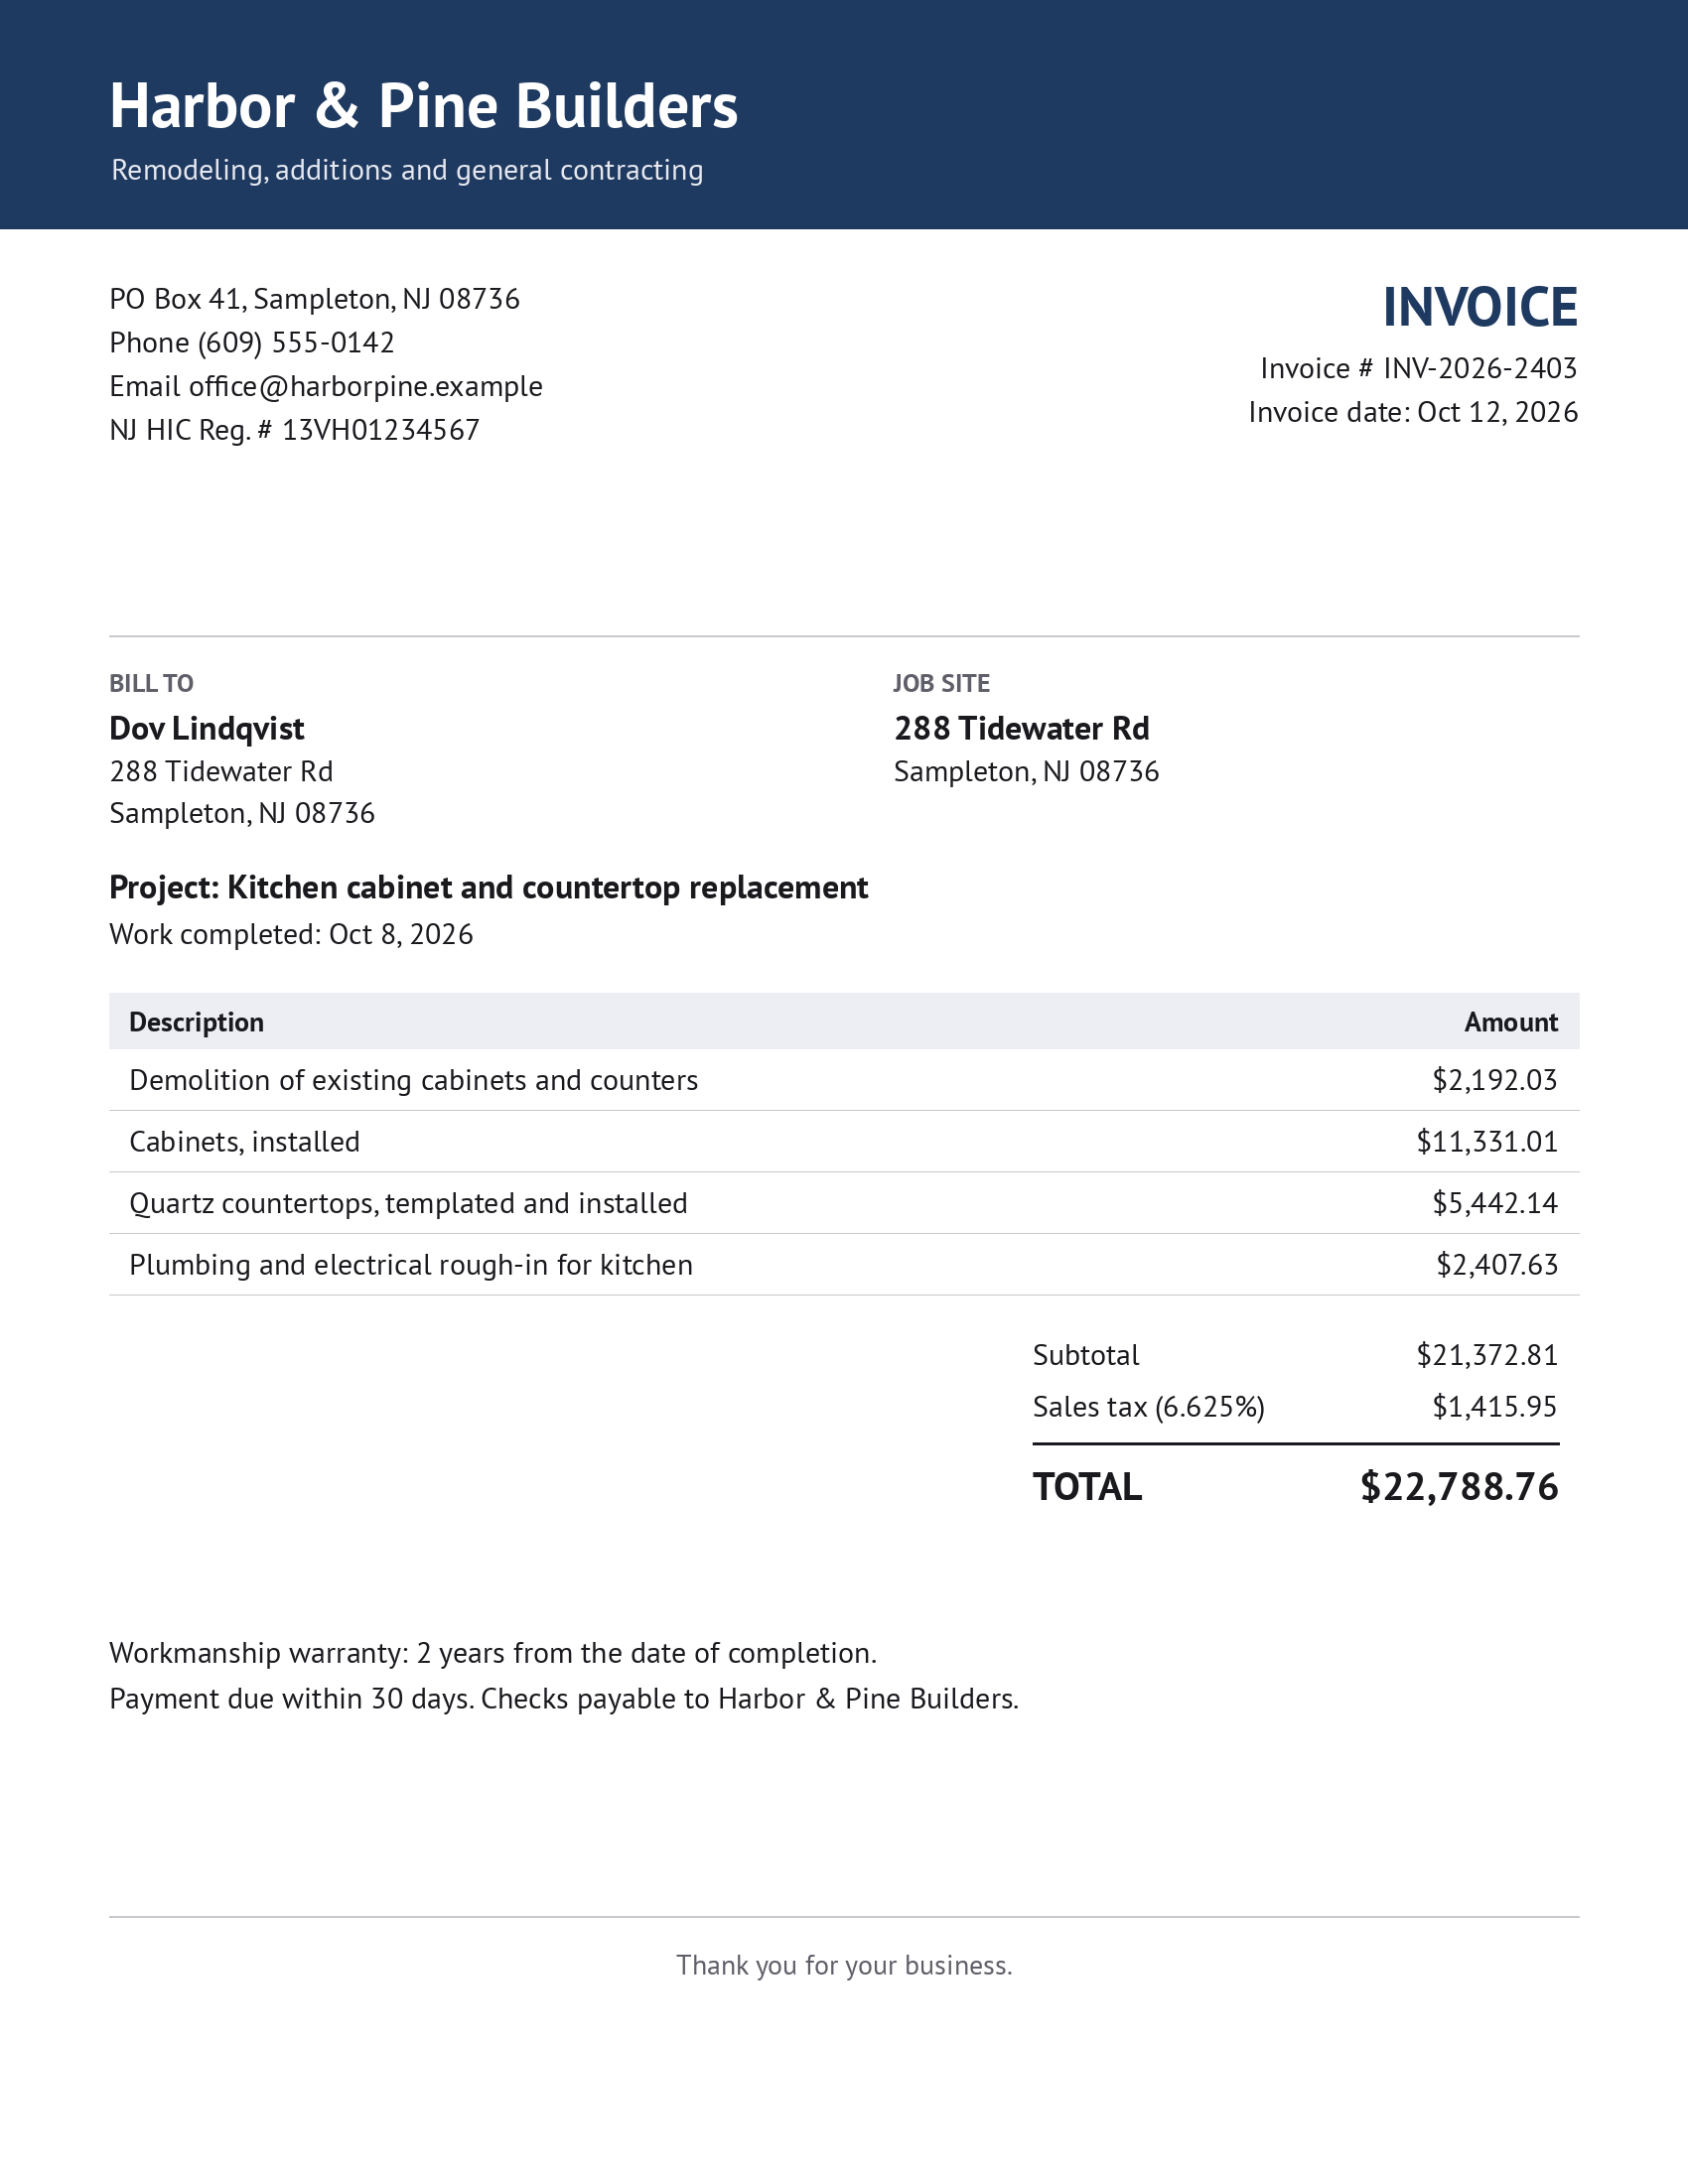 Harbor & Pine Builders
Remodeling, additions and general contracting
PO Box 41, Sampleton, NJ 08736
Phone (609) 555-0142
Email office@harborpine.example
NJ HIC Reg. # 13VH01234567
INVOICE
Invoice # INV-2026-2403
Invoice date: Oct 12, 2026
BILL TO
Dov Lindqvist
288 Tidewater Rd
Sampleton, NJ 08736
JOB SITE
288 Tidewater Rd
Sampleton, NJ 08736
Project: Kitchen cabinet and countertop replacement
Work completed: Oct 8, 2026
Description Amount
Demolition of existing cabinets and counters $2,192.03
Cabinets, installed $11,331.01
Quartz countertops, templated and installed $5,442.14
Plumbing and electrical rough-in for kitchen $2,407.63
Subtotal $21,372.81
Sales tax (6.625%) $1,415.95
TOTAL $22,788.76
Workmanship warranty: 2 years from the date of completion.
Payment due within 30 days. Checks payable to Harbor & Pine Builders.
Thank you for your business.